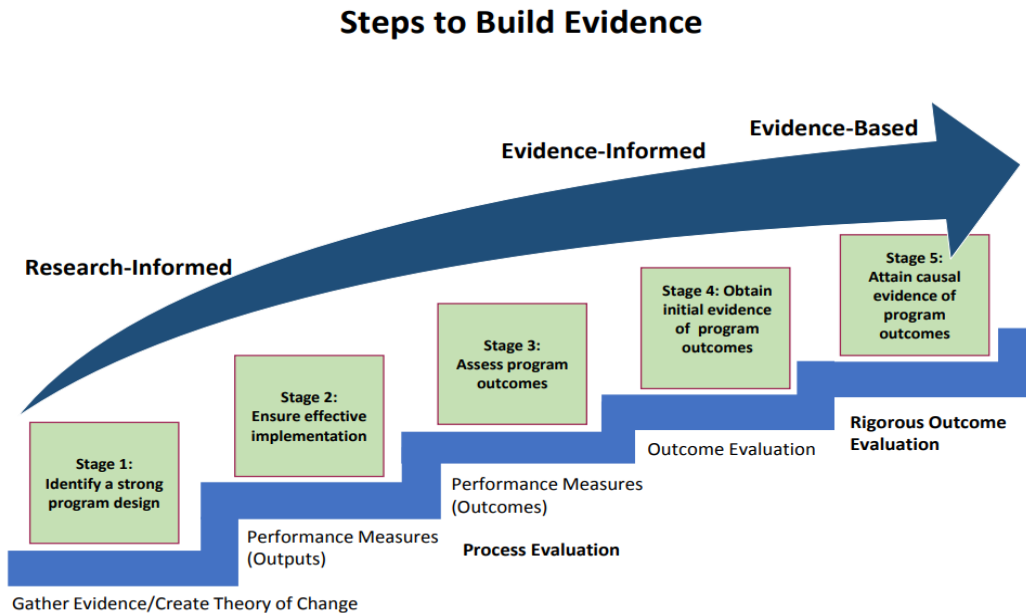 Steps to Build Evidence
Evidence-Based
Evidence-Informed
Research-Informed
Stage 1:
Identify a strong
program design
Stage 2:
Ensure effective
implementation
Stage 3:
Assess program
outcomes
Stage 4: Obtain
initial evidence
of program
outcomes
Stage 5:
Attain causal
evidence of
program
outcomes
Gather Evidence/Create Theory of Change
Performance Measures
(Outputs)
Performance Measures
(Outcomes)
Process Evaluation
Outcome Evaluation
Rigorous Outcome
Evaluation